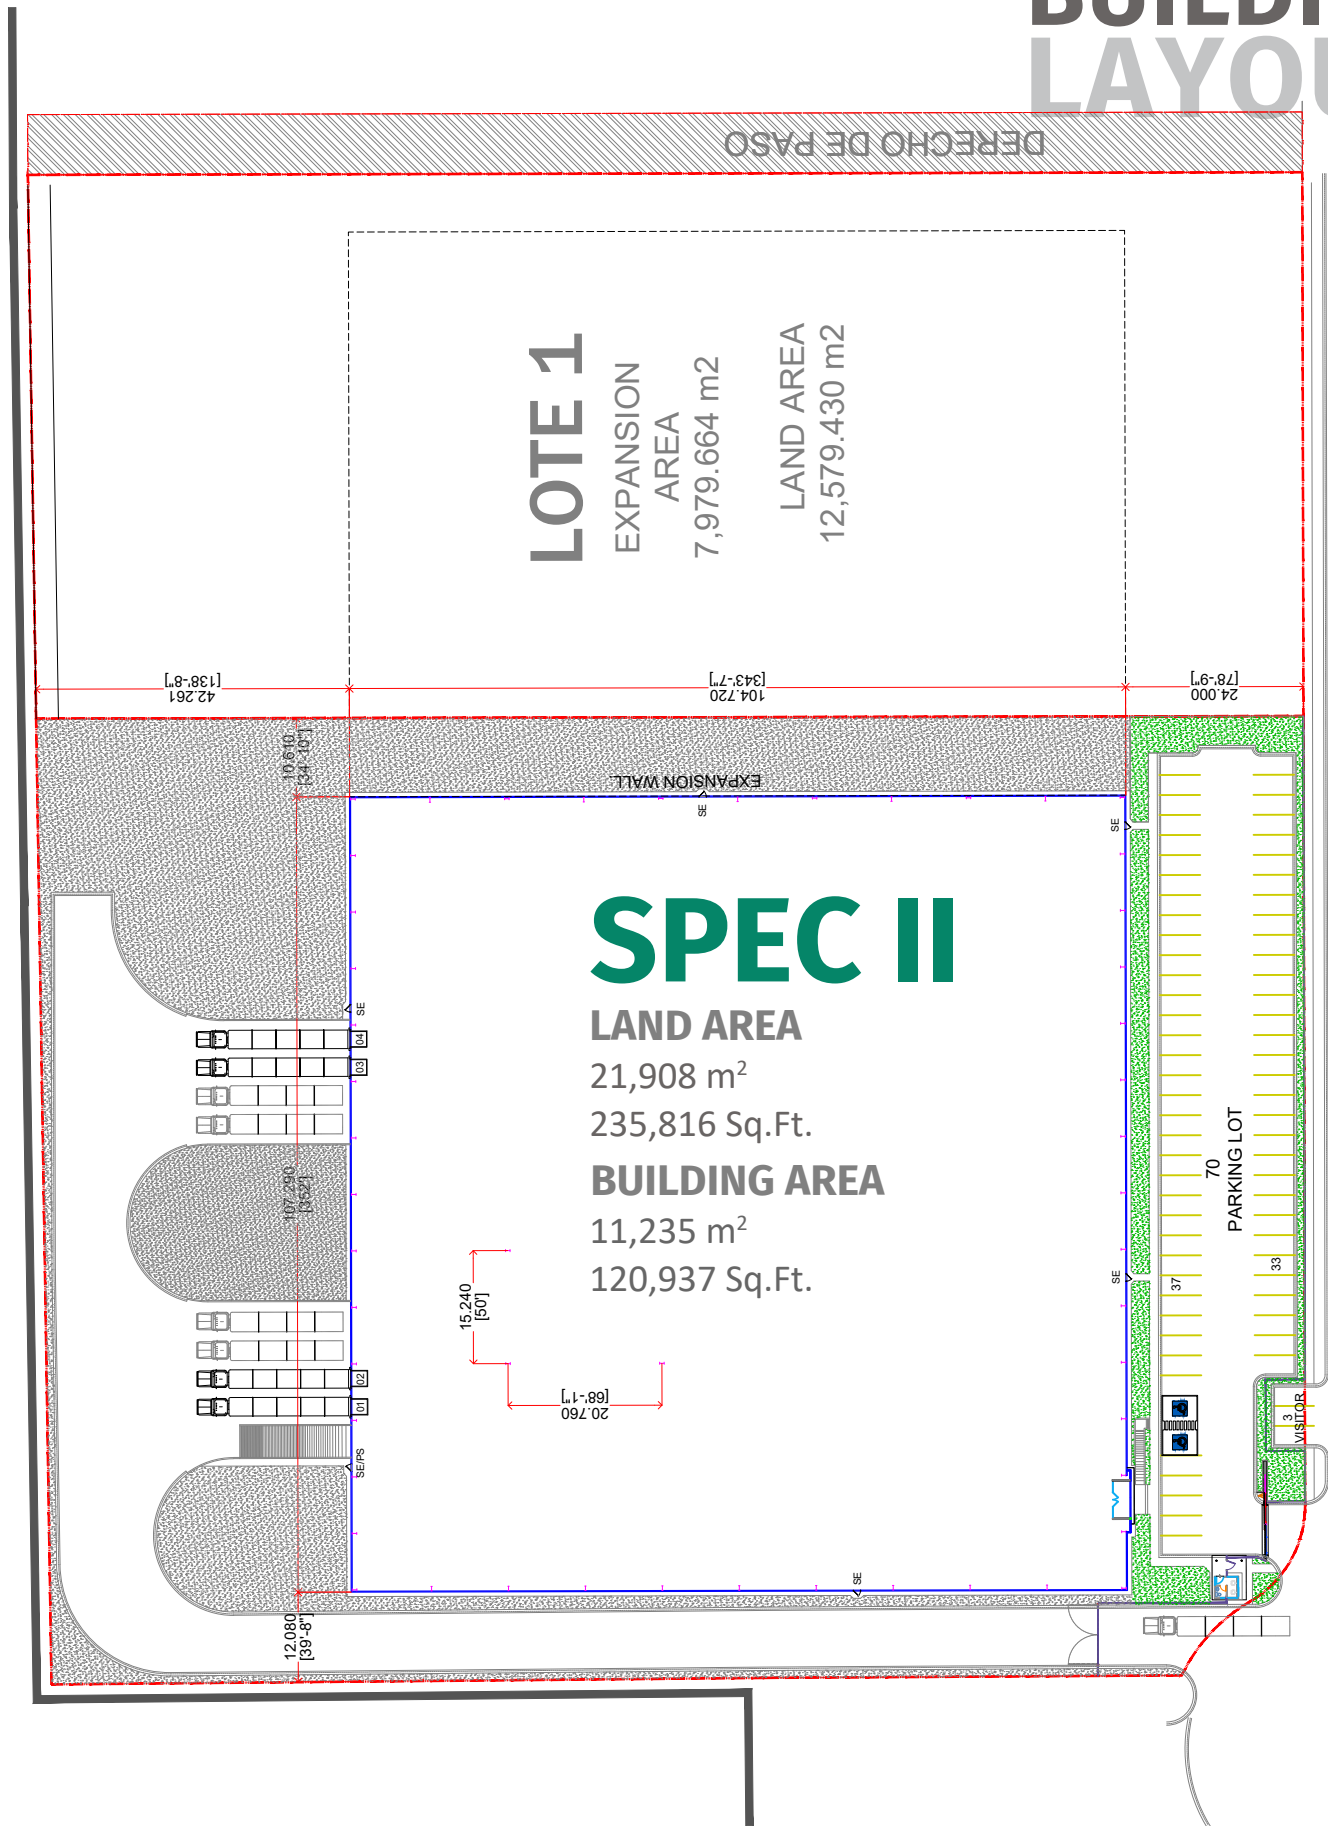 BUILDI
LAYOU
DERECHO DE PASO
LOTE 1
EXPANSION
AREA
7,979.664 m2
LAND AREA
12,579.430 m2
42.261
[138'-8"]
104.720
[343'-7"]
24.000
[78'-9"]
10.610
[34'-10"]
EXPANSION WALL
SE
SE
SPEC II
LAND AREA
21,908 m²
235,816 Sq.Ft.
BUILDING AREA
11,235 m²
120,937 Sq.Ft.
SE
04
03
107.290
[352']
15.240
[50']
20.760
[68'-1"]
02
01
SE/PS
SE
70
PARKING LOT
37
33
3
VISITOR
SE
12.080
[39'-8"]